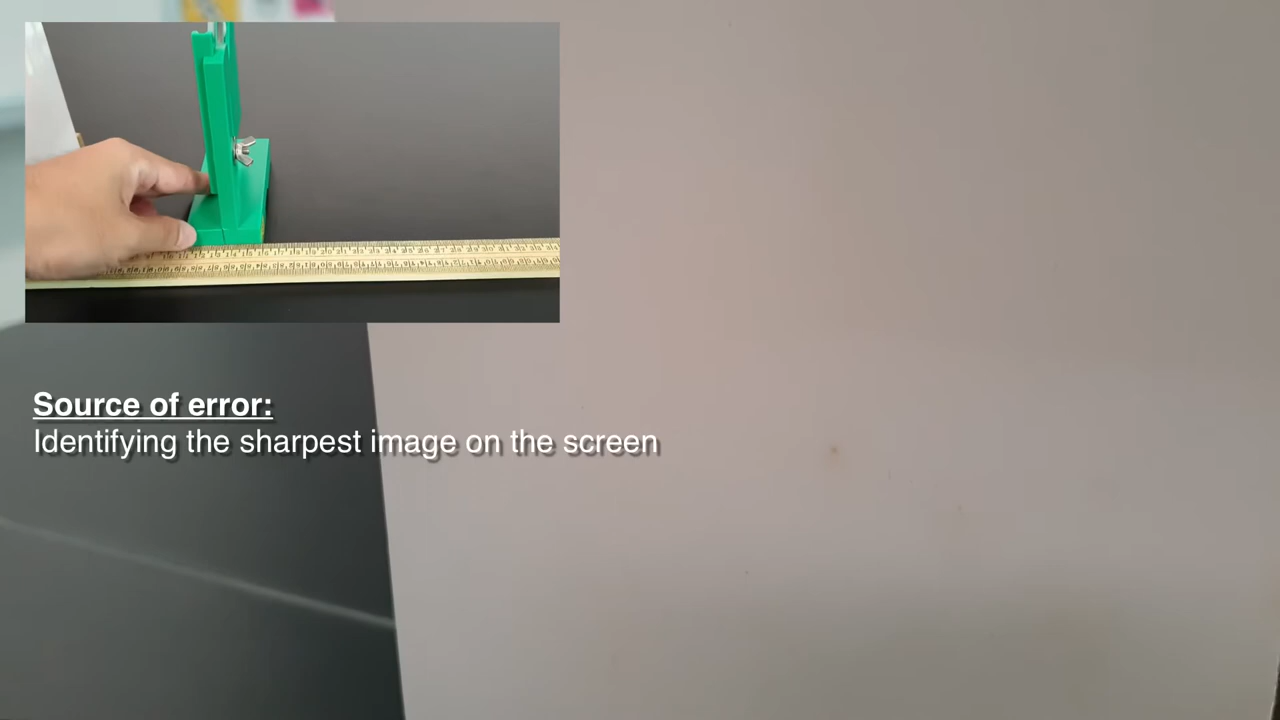 Source of error:
Identifying the sharpest image on the screen